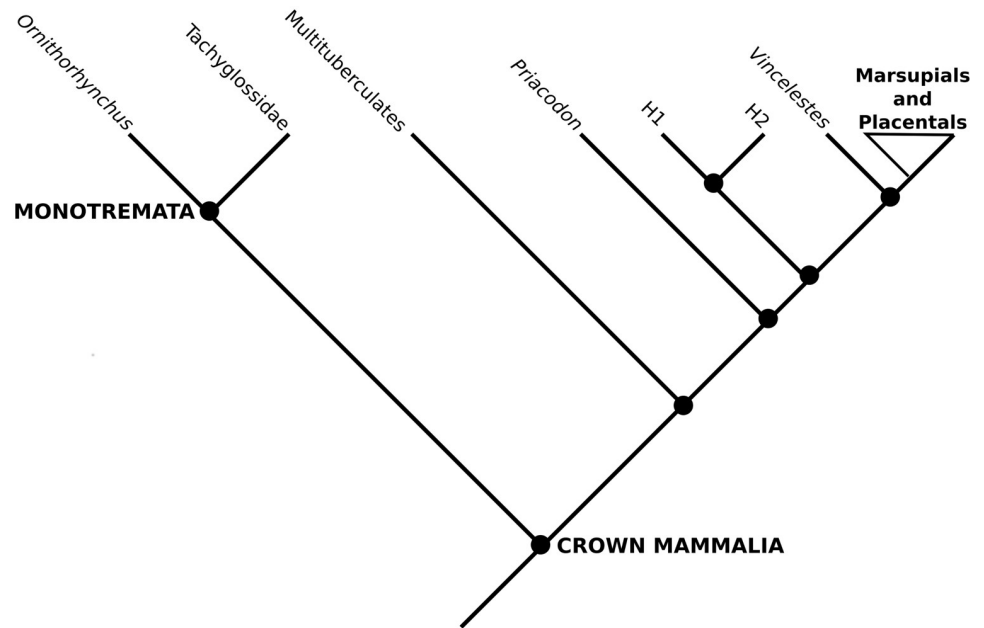 Ornithorhynchus
Tachyglossidae
Multituberculates
Priacodon
H1
H2
Vincelestes
Marsupials
and
Placentals
MONOTREMATA
CROWN MAMMALIA